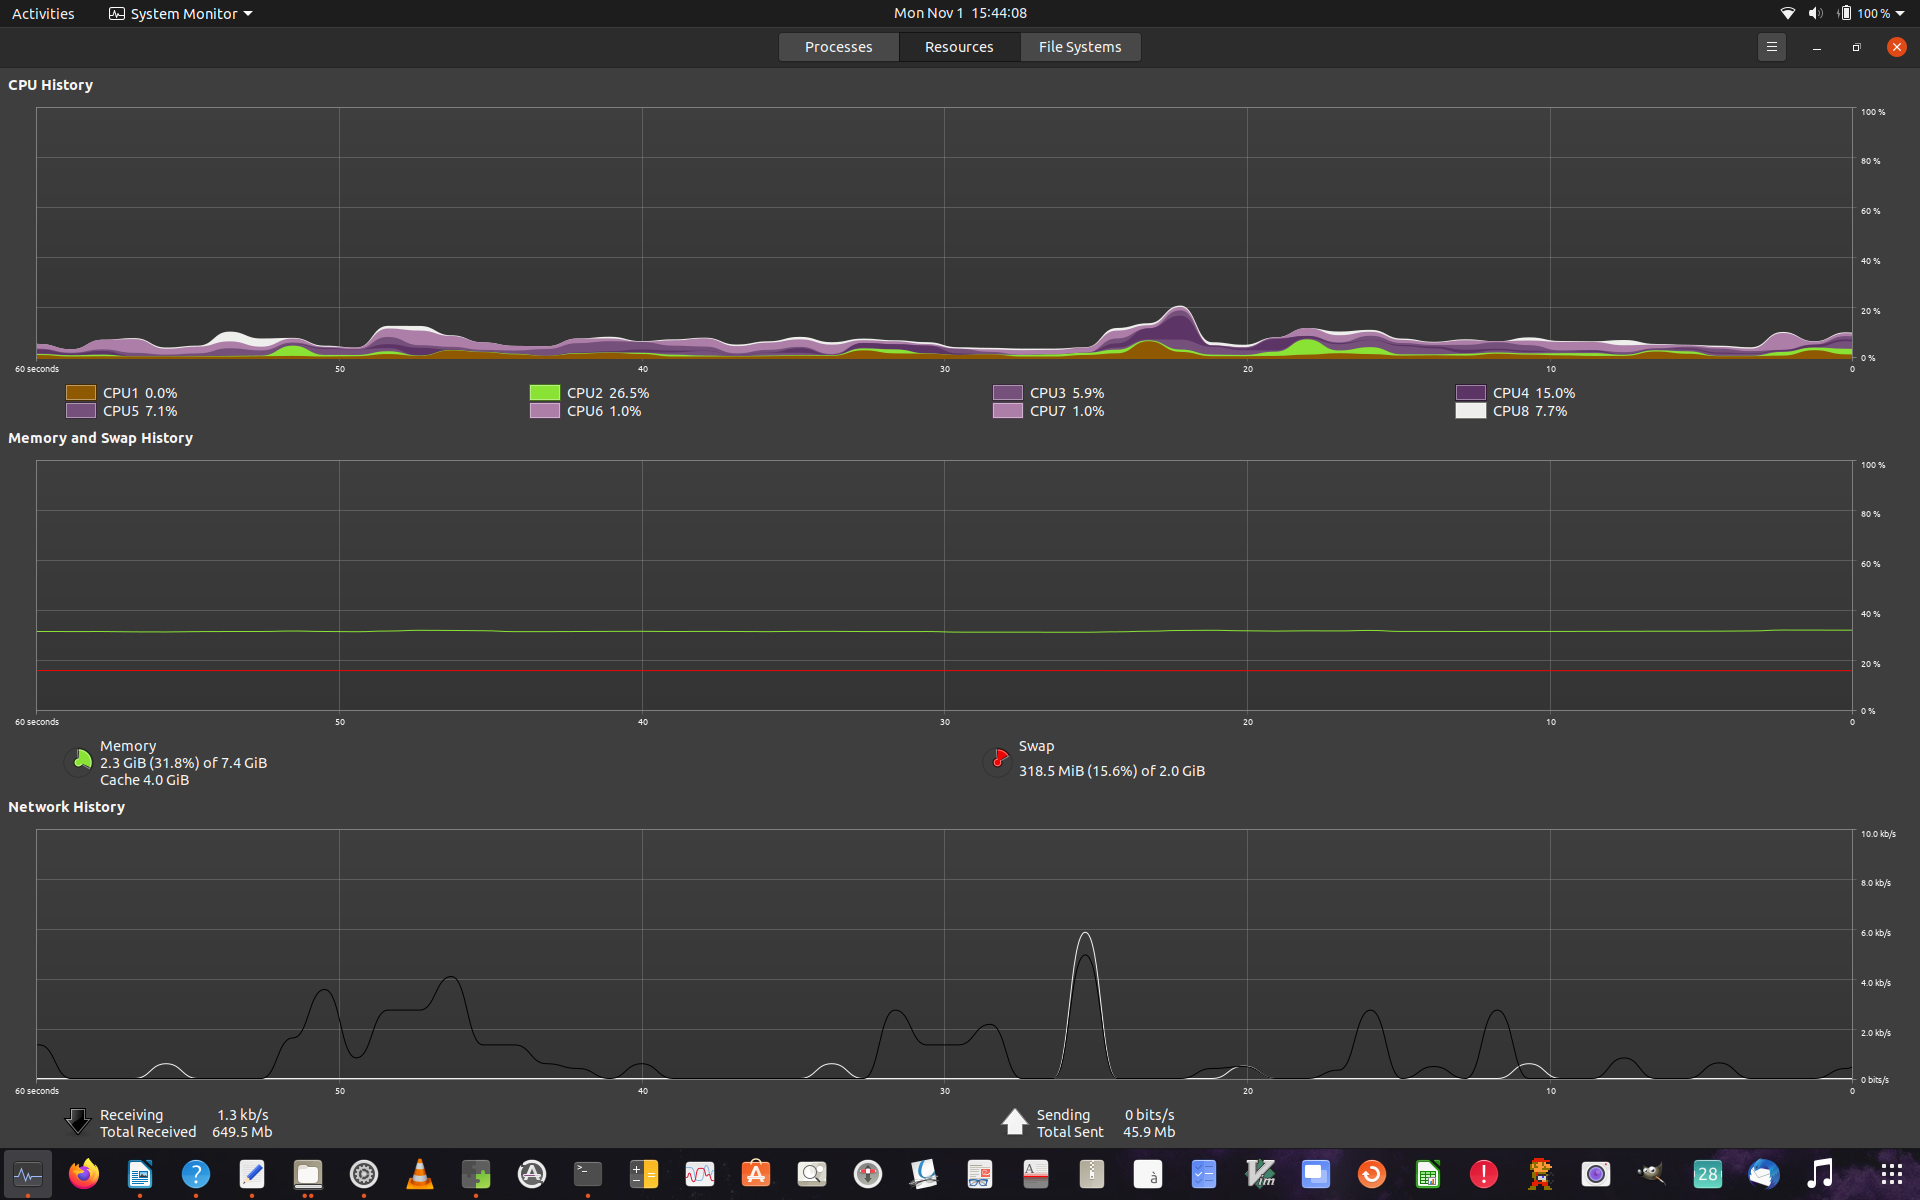 Activities System Monitor Mon Nov 1 15:44:08 100 %
Processes Resources File Systems
CPU History
100 %
80 %
60 %
40 %
20 %
0 %
60 seconds 50 40 30 20 10 0
CPU1 0.0% CPU2 26.5% CPU3 5.9% CPU4 15.0%
CPU5 7.1% CPU6 1.0% CPU7 1.0% CPU8 7.7%
Memory and Swap History
100 %
80 %
60 %
40 %
20 %
0 %
60 seconds 50 40 30 20 10 0
Memory
2.3 GiB (31.8%) of 7.4 GiB
Cache 4.0 GiB
Swap
318.5 MiB (15.6%) of 2.0 GiB
Network History
10.0 kb/s
8.0 kb/s
6.0 kb/s
4.0 kb/s
2.0 kb/s
0 bits/s
60 seconds 50 40 30 20 10 0
Receiving 1.3 kb/s
Total Received 649.5 Mb
Sending 0 bits/s
Total Sent 45.9 Mb
? >_ A à Vim ! 28